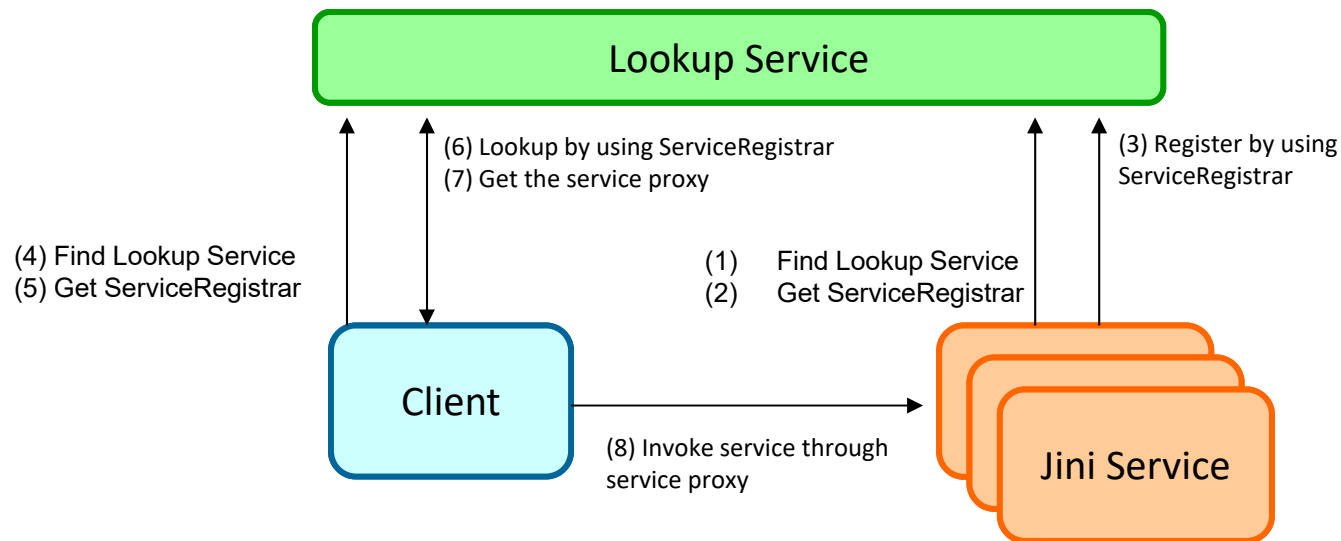 Lookup Service
(6) Lookup by using ServiceRegistrar
(7) Get the service proxy
(3) Register by using
ServiceRegistrar
(4) Find Lookup Service
(5) Get ServiceRegistrar
(1) Find Lookup Service
(2) Get ServiceRegistrar
Client
(8) Invoke service through
service proxy
Jini Service